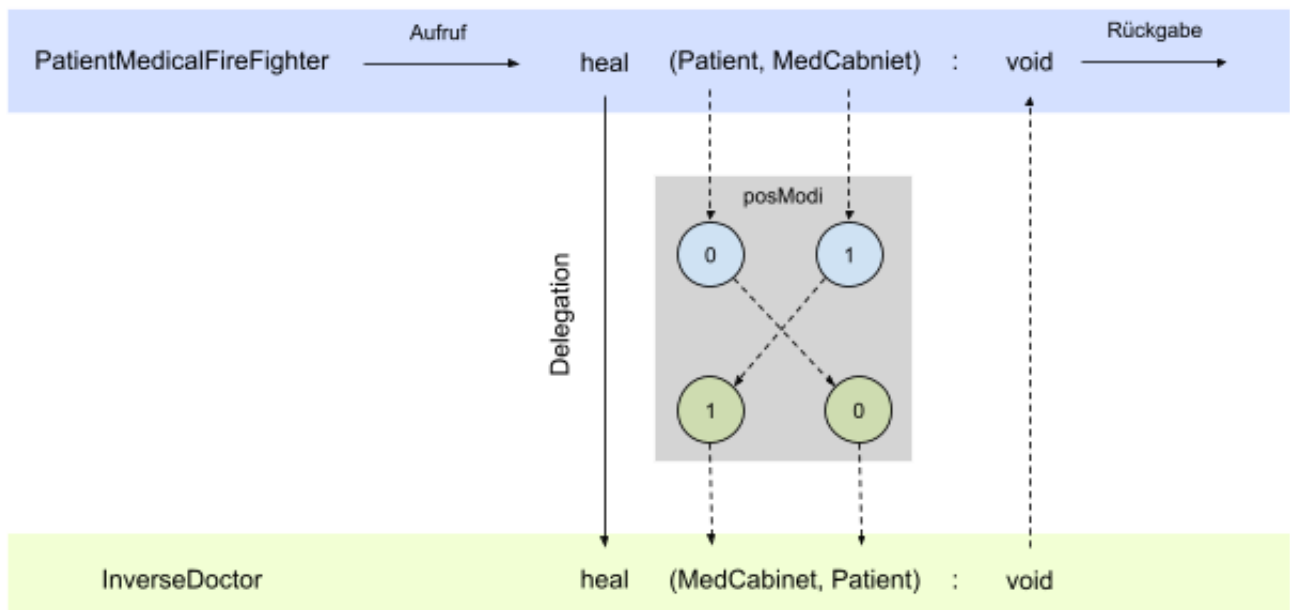 Aufruf
Rückgabe
PatientMedicalFireFighter heal (Patient, MedCabniet) : void
posModi
0 1
Delegation
1 0
InverseDoctor heal (MedCabinet, Patient) : void